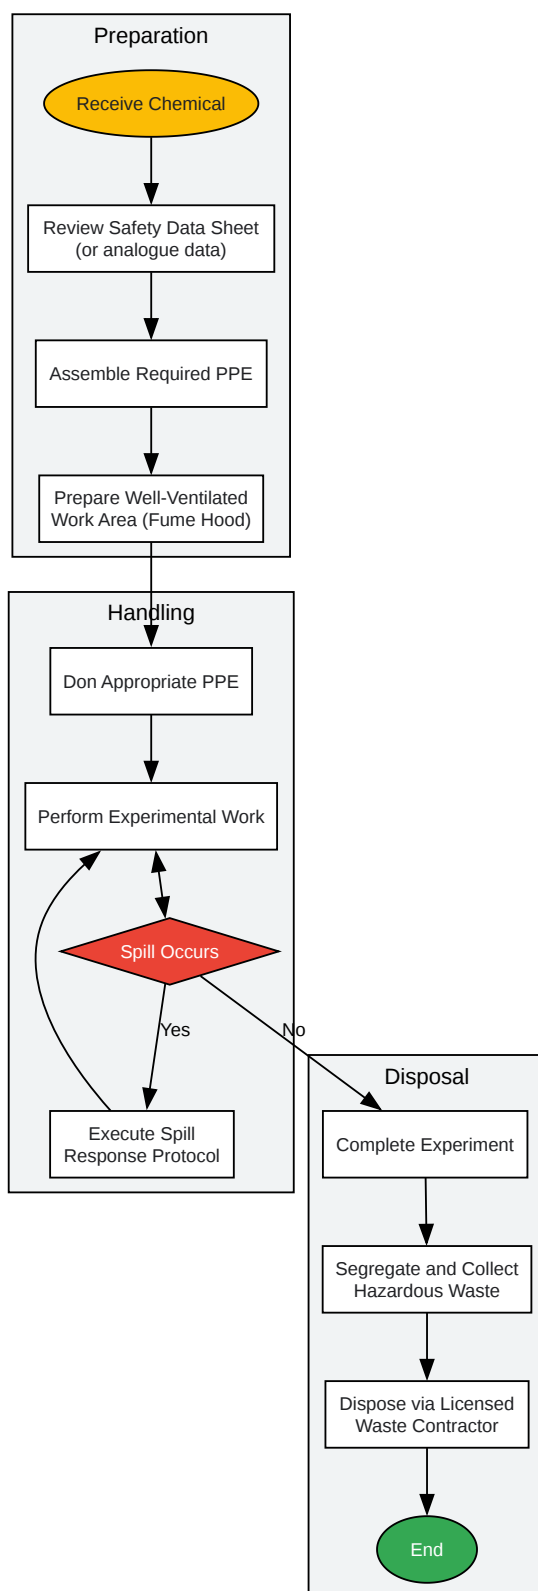 Preparation
Receive Chemical
Review Safety Data Sheet
(or analogue data)
Assemble Required PPE
Prepare Well-Ventilated
Work Area (Fume Hood)
Handling
Don Appropriate PPE
Perform Experimental Work
Spill Occurs
Yes
No
Execute Spill
Response Protocol
Disposal
Complete Experiment
Segregate and Collect
Hazardous Waste
Dispose via Licensed
Waste Contractor
End